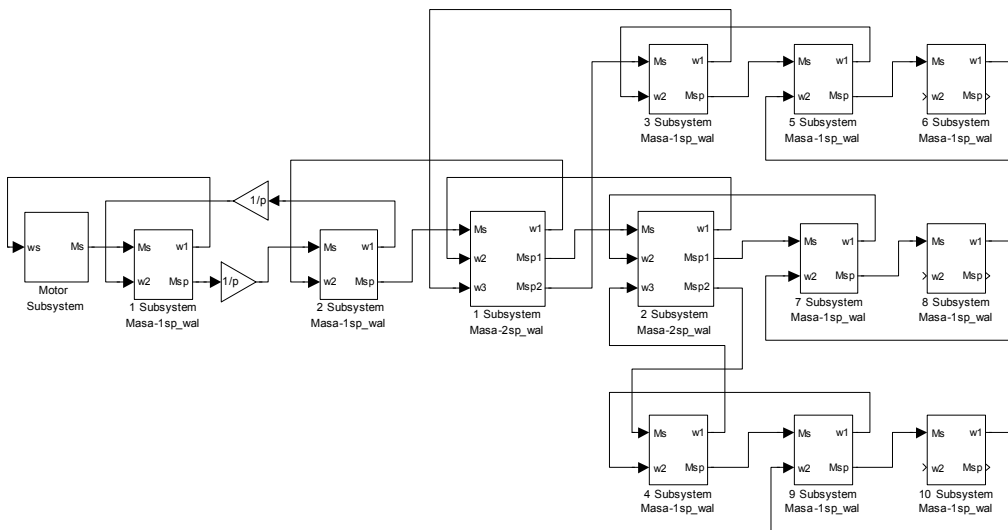 Ms
w2
w1
Msp
3 Subsystem
Masa-1sp_wal
Ms
w2
w1
Msp
5 Subsystem
Masa-1sp_wal
Ms
w2
w1
Msp
6 Subsystem
Masa-1sp_wal
ws
Ms
Motor
Subsystem
Ms
w2
w1
Msp
1 Subsystem
Masa-1sp_wal
1/p
1/p
Ms
w2
w1
Msp
2 Subsystem
Masa-1sp_wal
Ms
w2
w3
w1
Msp1
Msp2
1 Subsystem
Masa-2sp_wal
Ms
w2
w3
w1
Msp1
Msp2
2 Subsystem
Masa-2sp_wal
Ms
w2
w1
Msp
7 Subsystem
Masa-1sp_wal
Ms
w2
w1
Msp
8 Subsystem
Masa-1sp_wal
Ms
w2
w1
Msp
4 Subsystem
Masa-1sp_wal
Ms
w2
w1
Msp
9 Subsystem
Masa-1sp_wal
Ms
w2
w1
Msp
10 Subsystem
Masa-1sp_wal